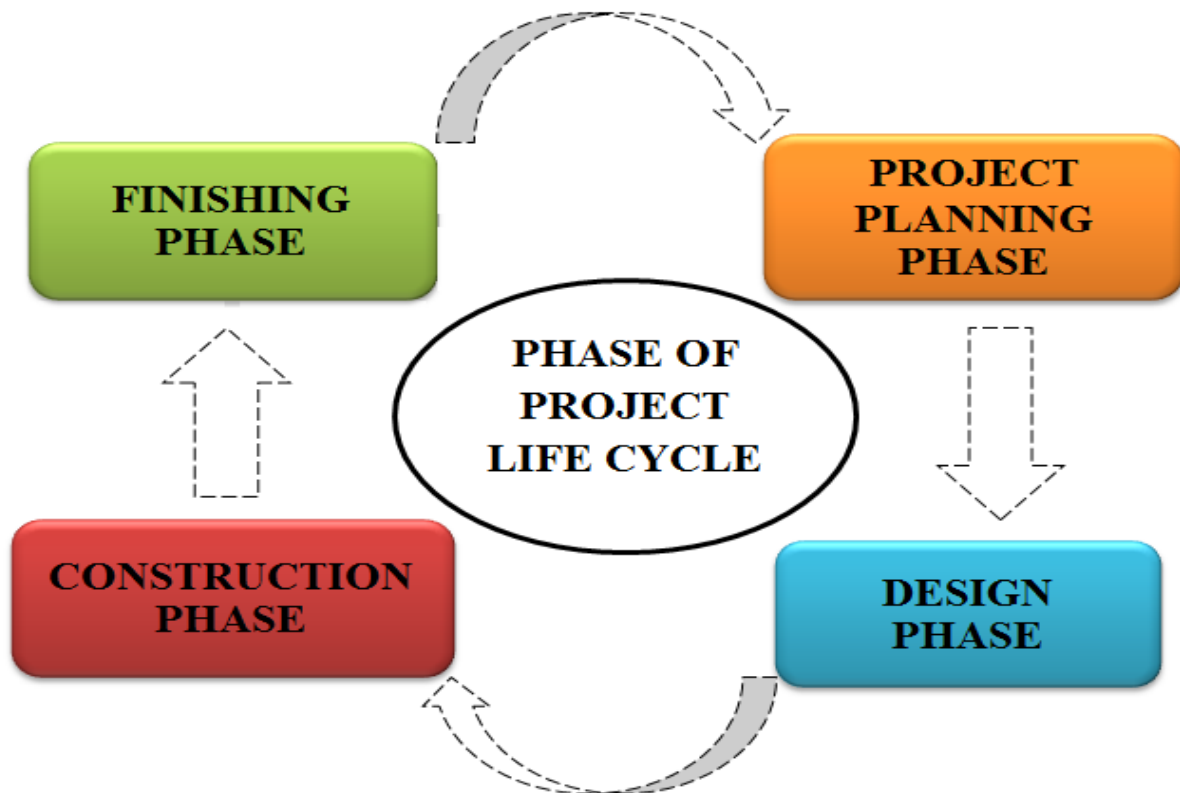 FINISHING
PHASE
PROJECT
PLANNING
PHASE
PHASE OF
PROJECT
LIFE CYCLE
CONSTRUCTION
PHASE
DESIGN
PHASE